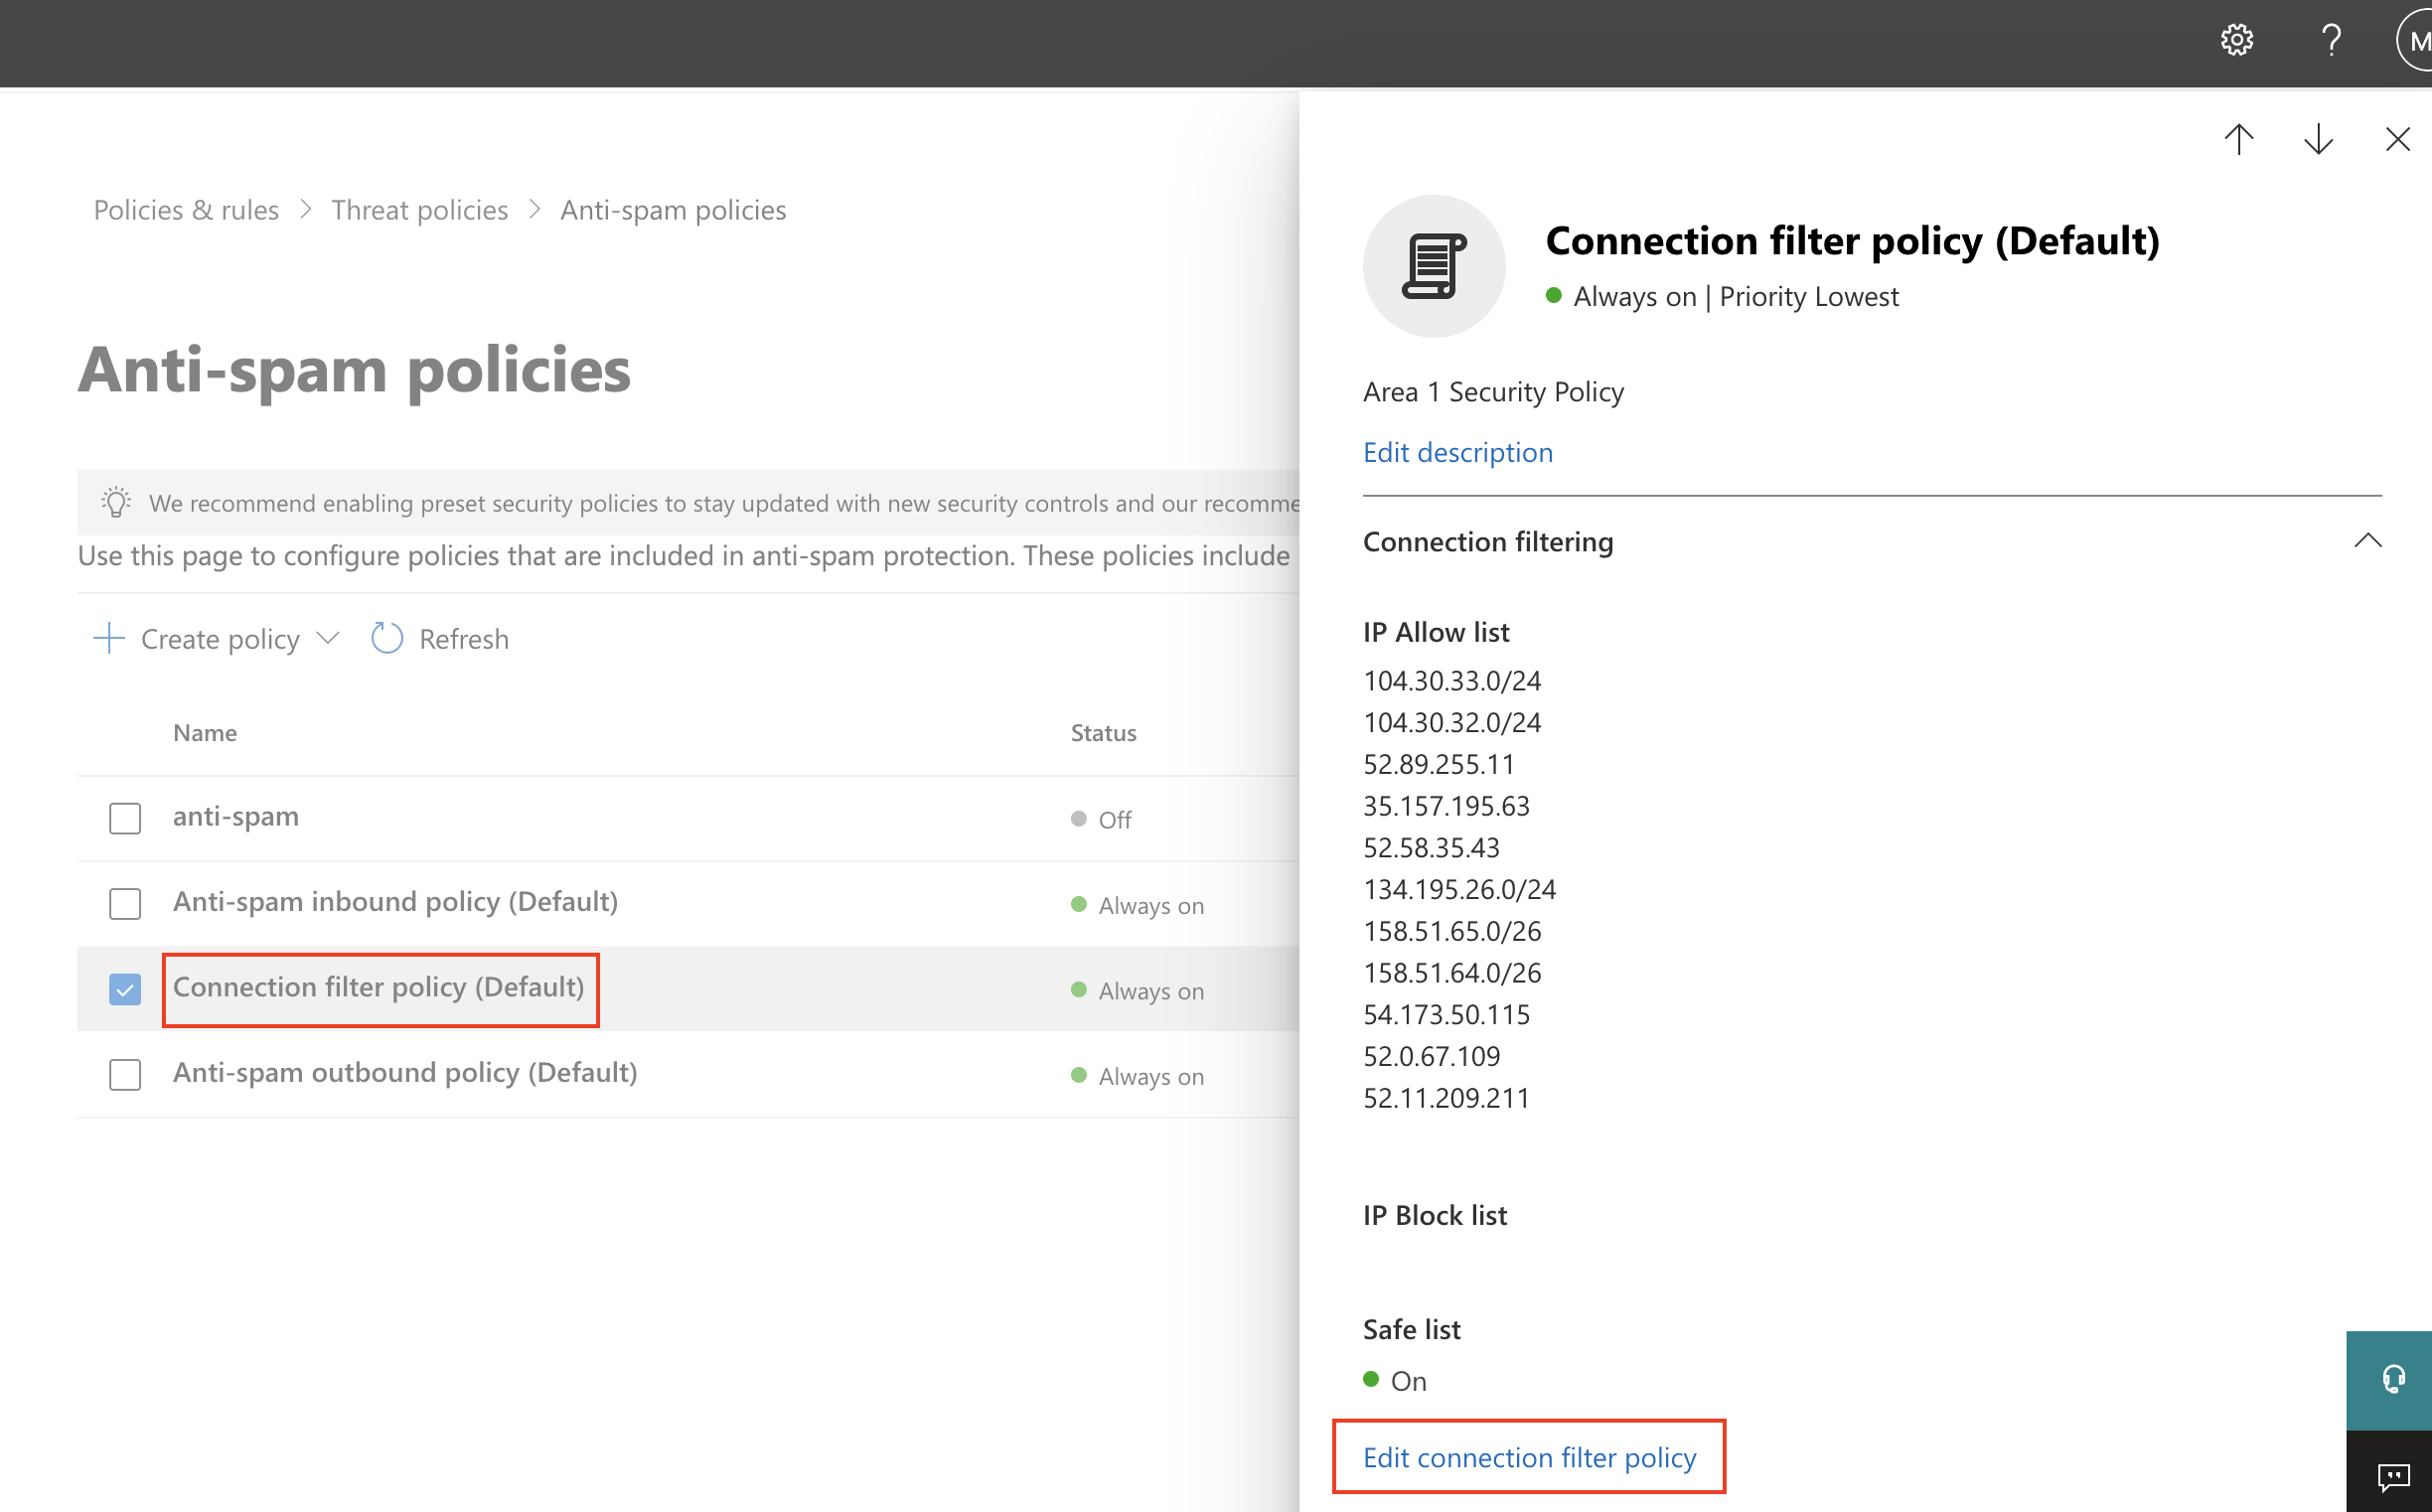 ?
M
Policies & rules > Threat policies > Anti-spam policies
Anti-spam policies
We recommend enabling preset security policies to stay updated with new security controls and our
Use this page to configure policies that are included in anti-spam protection. These policies include
Create policy
Refresh
Name Status
anti-spam Off
Anti-spam inbound policy (Default) Always on
Connection filter policy (Default) Always on
Anti-spam outbound policy (Default) Always on
Connection filter policy (Default)
Always on | Priority Lowest
Area 1 Security Policy
Edit description
Connection filtering
IP Allow list
104.30.33.0/24
104.30.32.0/24
52.89.255.11
35.157.195.63
52.58.35.43
134.195.26.0/24
158.51.65.0/26
158.51.64.0/26
54.173.50.115
52.0.67.109
52.11.209.211
IP Block list
Safe list
On
Edit connection filter policy